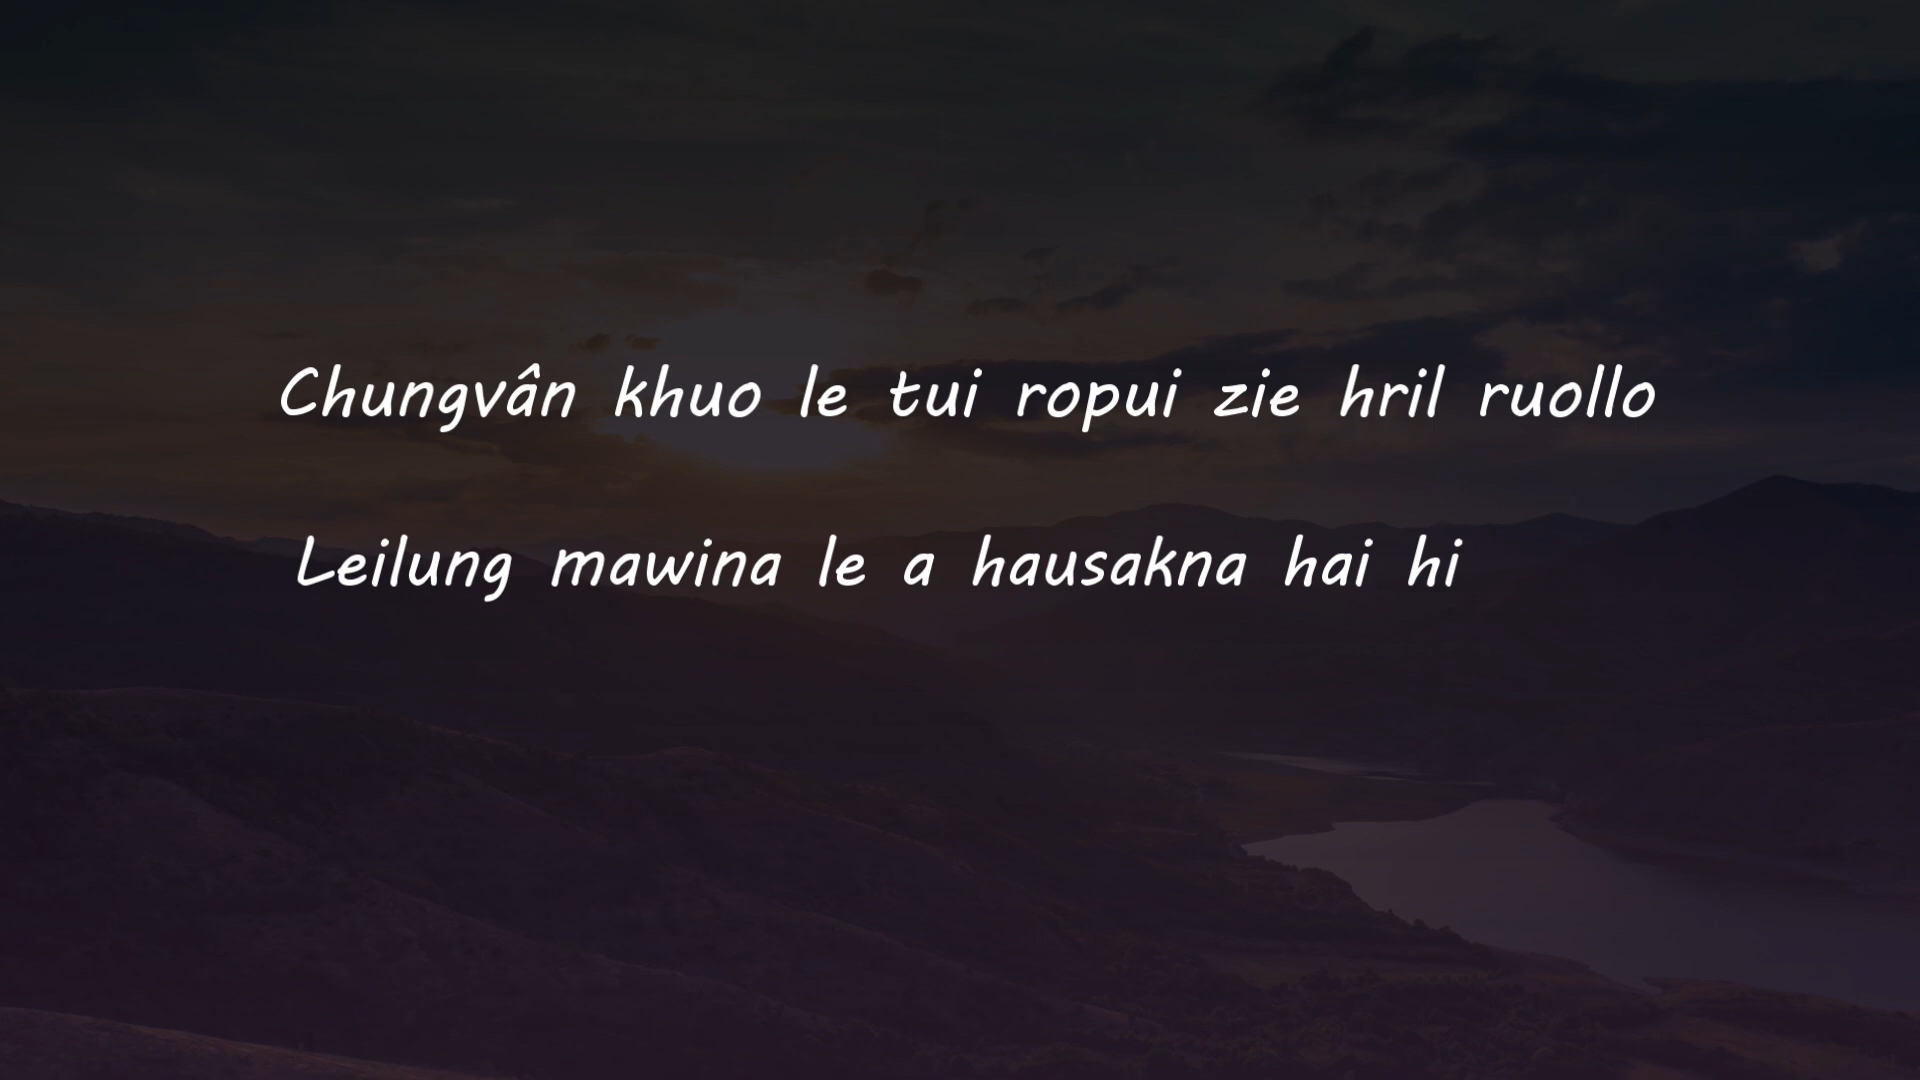 Chungvân khuo le tui ropui zie hril ruollo
Leilung mawina le a hausakna hai hi